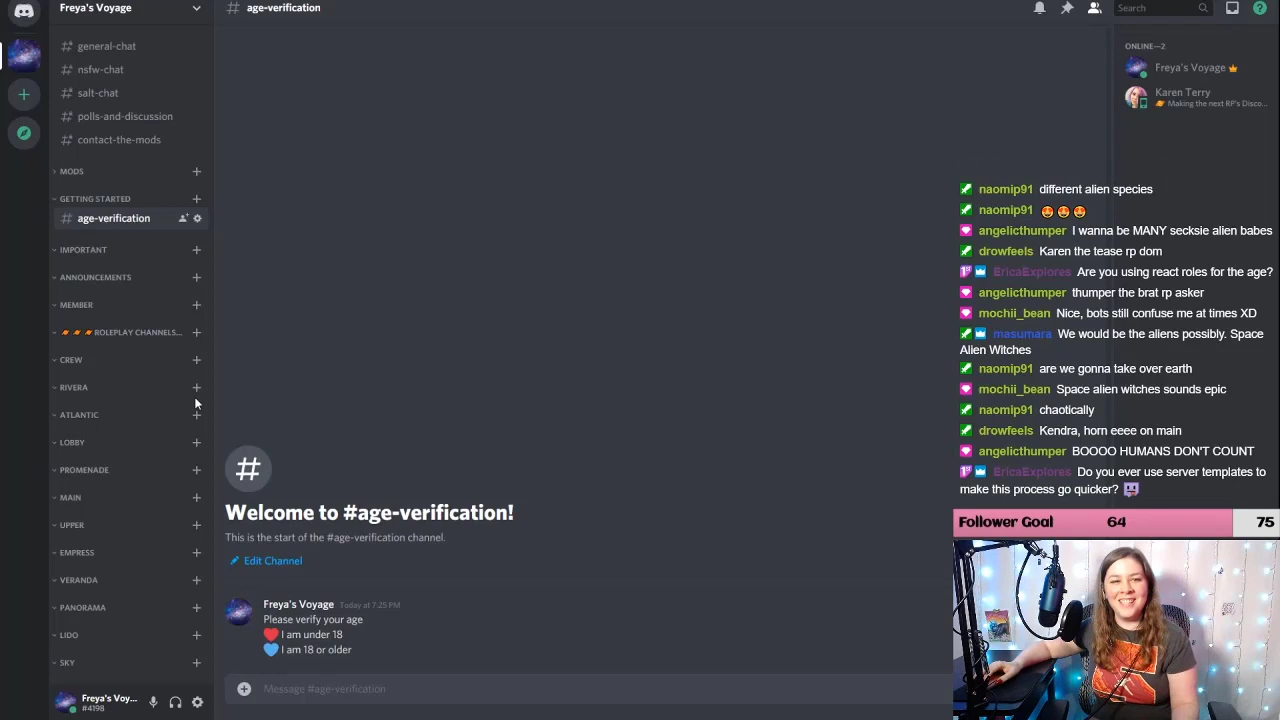 Freya's Voyage
age-verification
Search
general-chat
nsfw-chat
salt-chat
polls-and-discussion
contact-the-mods
MODS
GETTING STARTED
age-verification
IMPORTANT
ANNOUNCEMENTS
MEMBER
ROLEPLAY CHANNELS...
CREW
RIVERA
ATLANTIC
LOBBY
PROMENADE
MAIN
UPPER
EMPRESS
VERANDA
PANORAMA
LIDO
SKY
Freya's Voy...
#4198
Welcome to #age-verification!
This is the start of the #age-verification channel.
Edit Channel
Freya's Voyage Today at 7:25 PM
Please verify your age
I am under 18
I am 18 or older
Message #age-verification
ONLINE—2
Freya's Voyage
Karen Terry
Making the next RP's Disco...
naomip91 different alien species
naomip91
angelicthumper I wanna be MANY secksie alien babes
drowfeels Karen the tease rp dom
EricaExplores Are you using react roles for the age?
angelicthumper thumper the brat rp asker
mochii_bean Nice, bots still confuse me at times XD
masumara We would be the aliens possibly. Space
Alien Witches
naomip91 are we gonna take over earth
mochii_bean Space alien witches sounds epic
naomip91 chaotically
drowfeels Kendra, horn eeee on main
angelicthumper BOOOO HUMANS DON'T COUNT
EricaExplores Do you ever use server templates to
make this process go quicker?
Follower Goal 64 75